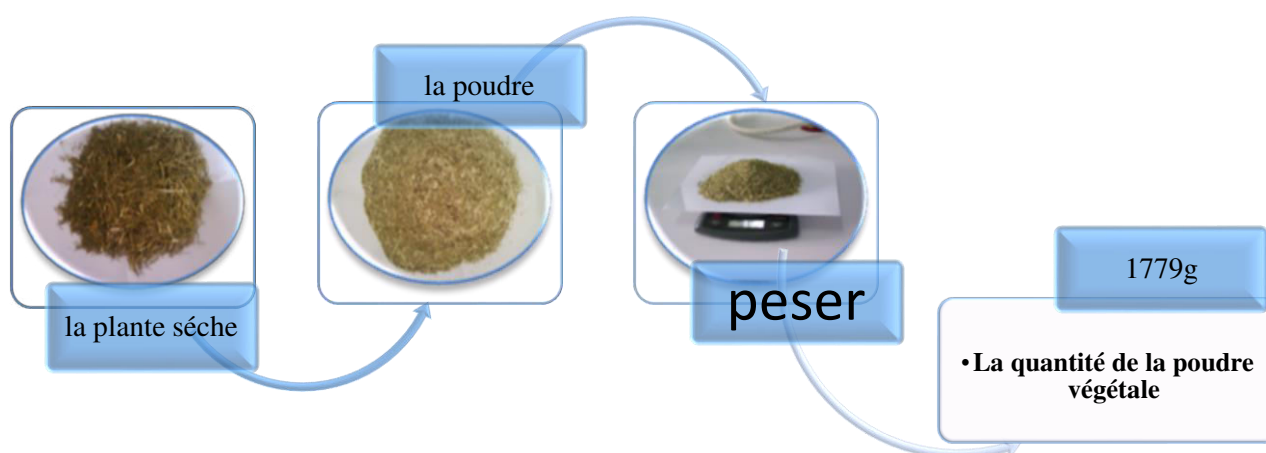 la plante séche
la poudre
peser
1779g
•La quantité de la poudre
végétale